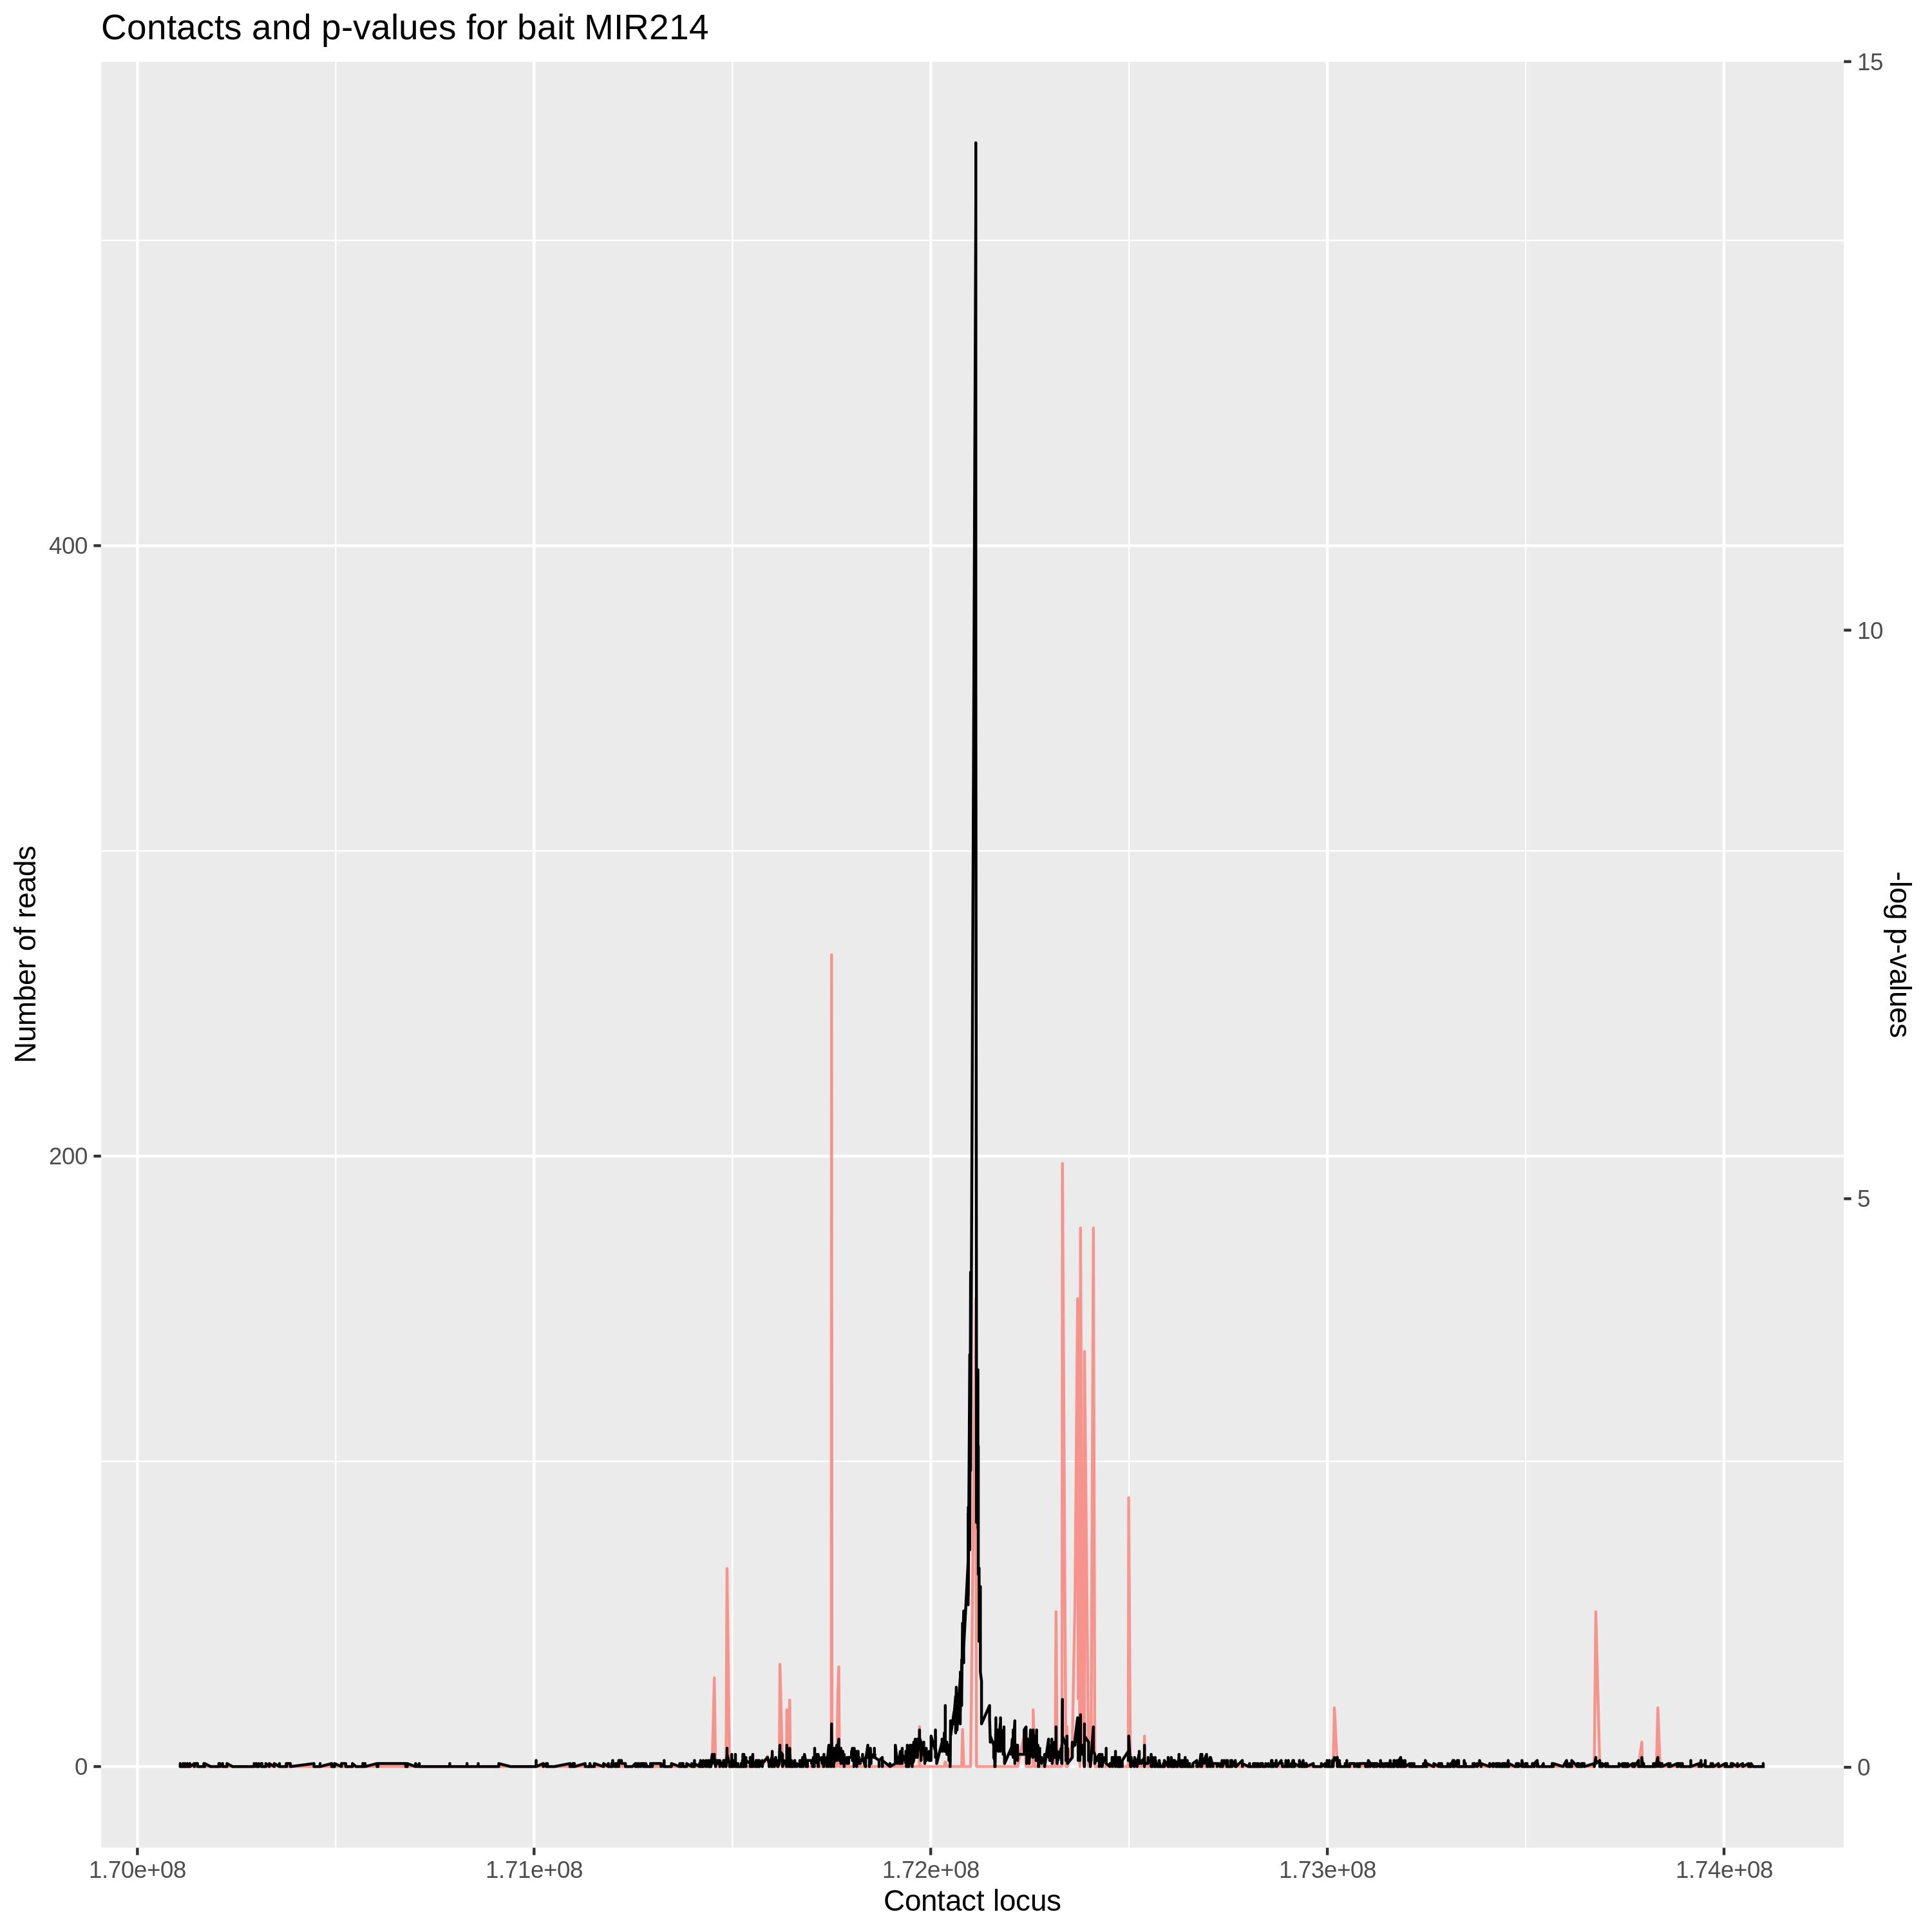 Contacts and p-values for bait MIR214
15
400
10
Number of reads
-log p-values
200
5
0
0
1.70e+08
1.71e+08
1.72e+08
1.73e+08
1.74e+08
Contact locus